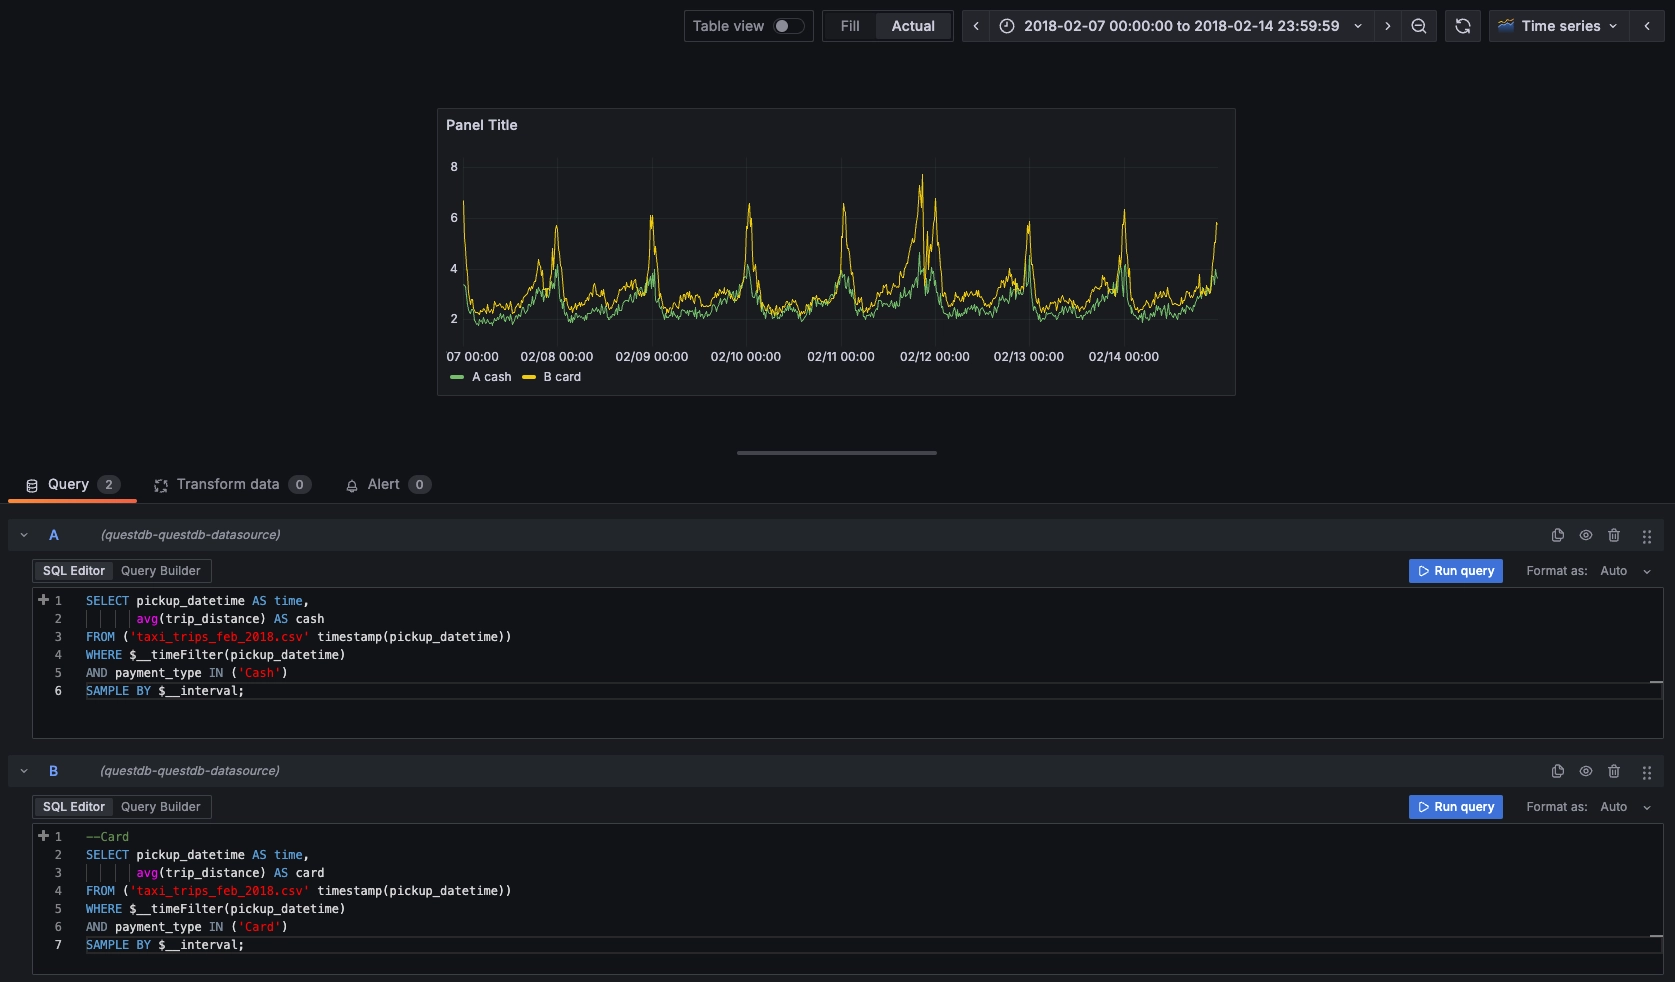 Table view Fill Actual 2018-02-07 00:00:00 to 2018-02-14 23:59:59 Time series
Panel Title
8
6
4
2
07 00:00 02/08 00:00 02/09 00:00 02/10 00:00 02/11 00:00 02/12 00:00 02/13 00:00 02/14 00:00
A cash B card
Query 2 Transform data 0 Alert 0
A (questdb-questdb-datasource)
SQL Editor Query Builder Run query Format as: Auto
1 SELECT pickup_datetime AS time,
2 avg(trip_distance) AS cash
3 FROM ('taxi_trips_feb_2018.csv' timestamp(pickup_datetime))
4 WHERE $__timeFilter(pickup_datetime)
5 AND payment_type IN ('Cash')
6 SAMPLE BY $__interval;
B (questdb-questdb-datasource)
SQL Editor Query Builder Run query Format as: Auto
1 --Card
2 SELECT pickup_datetime AS time,
3 avg(trip_distance) AS card
4 FROM ('taxi_trips_feb_2018.csv' timestamp(pickup_datetime))
5 WHERE $__timeFilter(pickup_datetime)
6 AND payment_type IN ('Card')
7 SAMPLE BY $__interval;